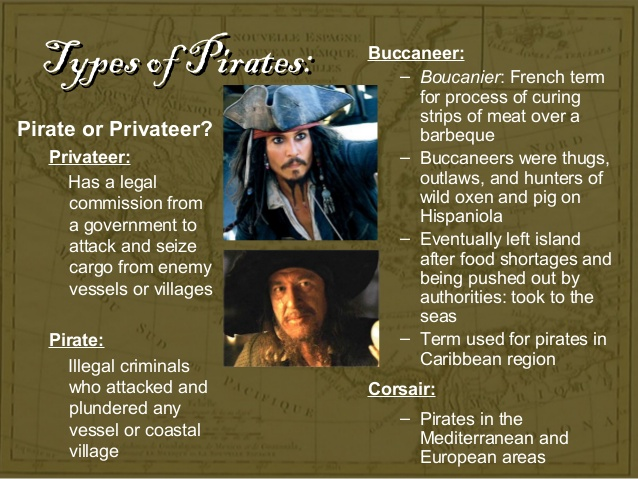 Types of Pirates:
Pirate or Privateer?
Privateer:
Has a legal
commission from
a government to
attack and seize
cargo from enemy
vessels or villages
Pirate:
Illegal criminals
who attacked and
plundered any
vessel or coastal
village
Buccaneer:
– Boucanier: French term
for process of curing
strips of meat over a
barbeque
– Buccaneers were thugs,
outlaws, and hunters of
wild oxen and pig on
Hispaniola
– Eventually left island
after food shortages and
being pushed out by
authorities: took to the
seas
– Term used for pirates in
Caribbean region
Corsair:
– Pirates in the
Mediterranean and
European areas
NOUVELLE ESPAGNE